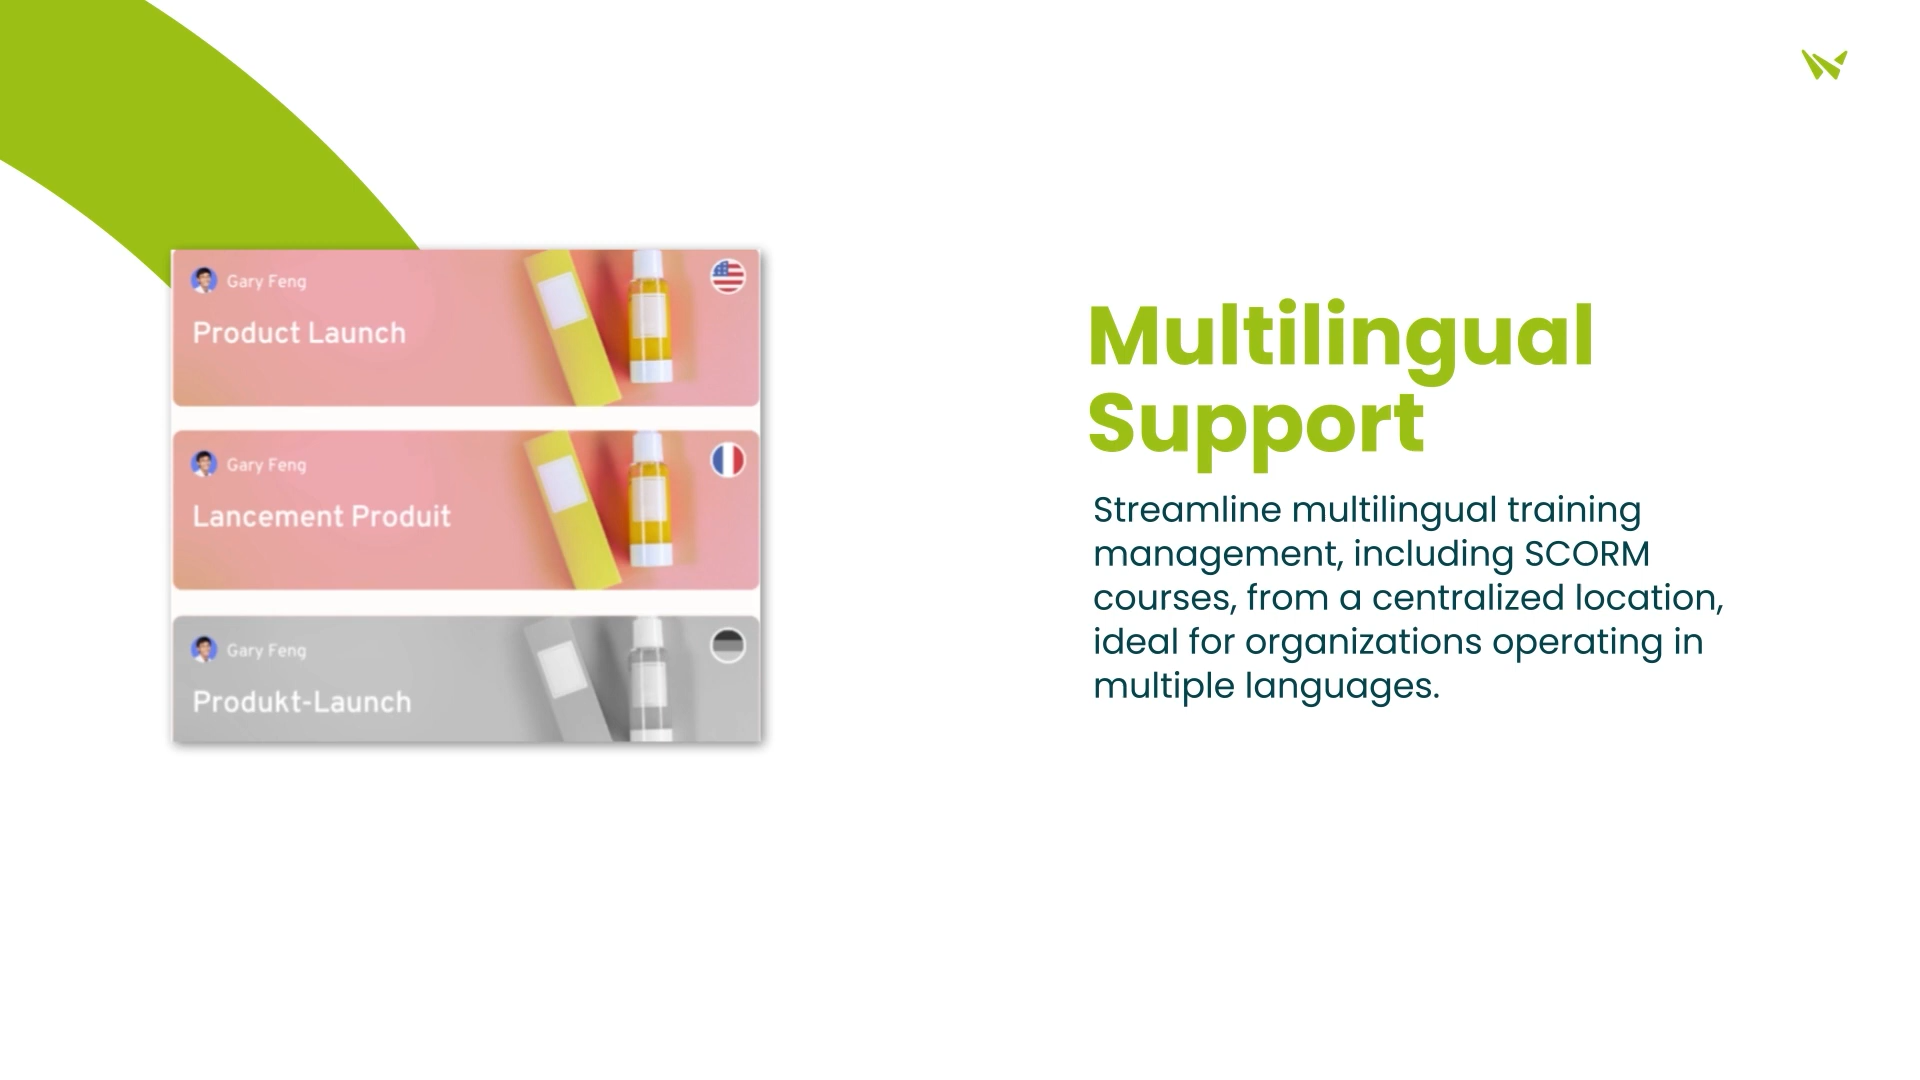 Gary Feng
Product Launch
Gary Feng
Lancement Produit
Gary Feng
Produkt-Launch
Multilingual
Support
Streamline multilingual training
management, including SCORM
courses, from a centralized location,
ideal for organizations operating in
multiple languages.